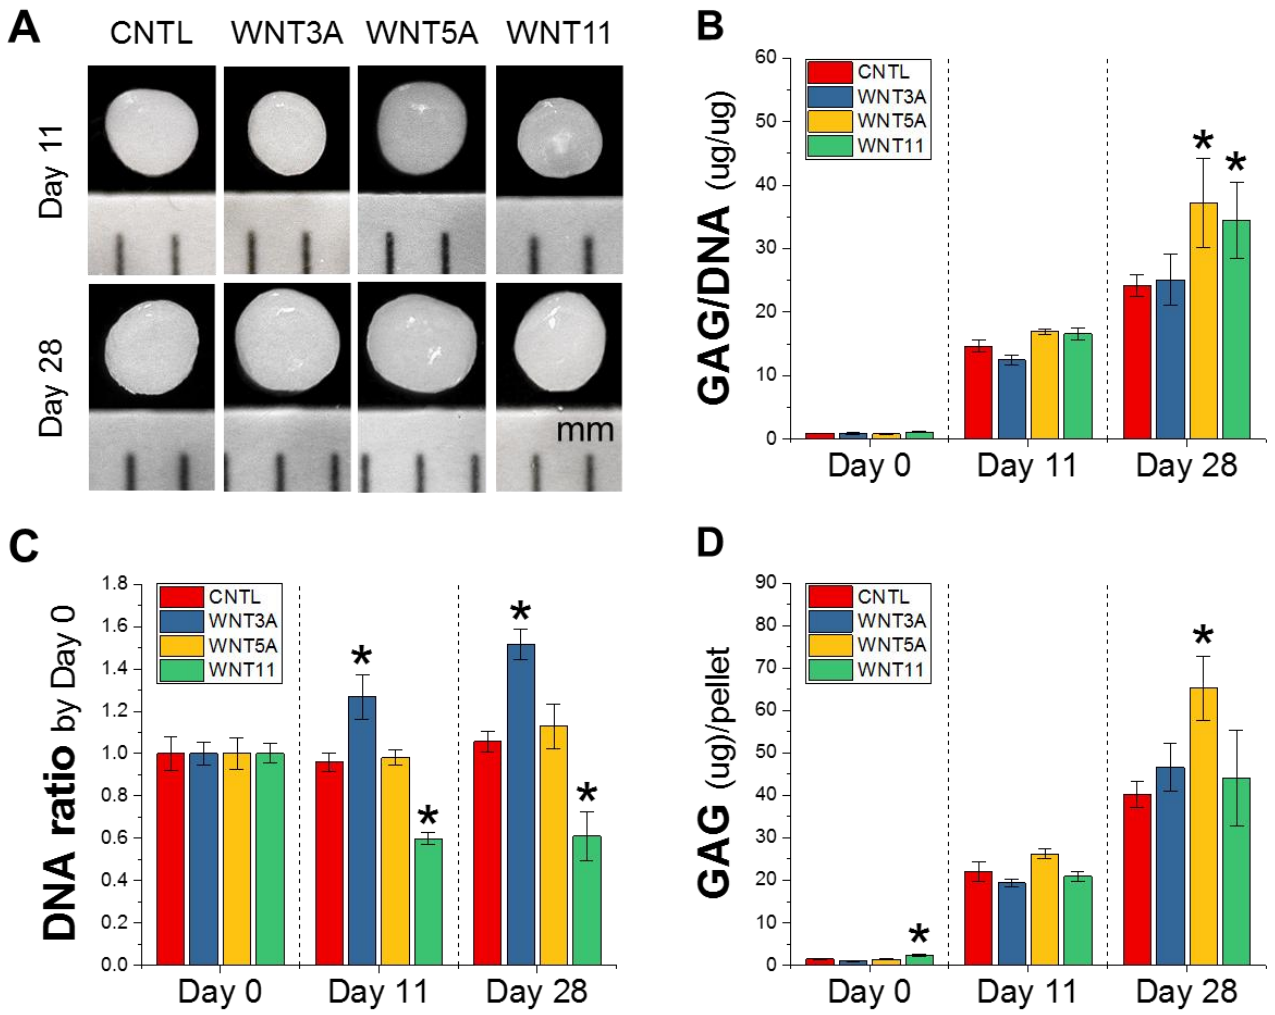 A
CNTL WNT3A WNT5A WNT11
Day 11
Day 28
mm
B
GAG/DNA (ug/ug)
60
50
40
30
20
10
0
CNTL
WNT3A
WNT5A
WNT11
* *
Day 0 Day 11 Day 28
C
DNA ratio by Day 0
1.8
1.6
1.4
1.2
1.0
0.8
0.6
0.4
0.2
0.0
CNTL
WNT3A
WNT5A
WNT11
* * * *
Day 0 Day 11 Day 28
D
GAG (ug)/pellet
90
80
70
60
50
40
30
20
10
0
CNTL
WNT3A
WNT5A
WNT11
* *
Day 0 Day 11 Day 28